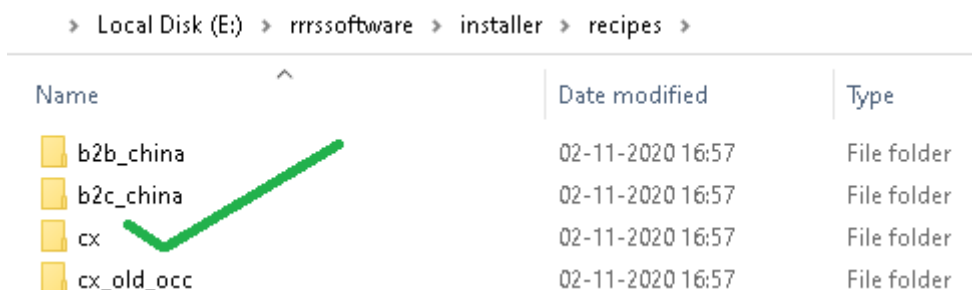 > Local Disk (E:) > rrrssoftware > installer > recipes >
Name Date modified Type
b2b_china 02-11-2020 16:57 File folder
b2c_china 02-11-2020 16:57 File folder
cx 02-11-2020 16:57 File folder
cx_old_occ 02-11-2020 16:57 File folder